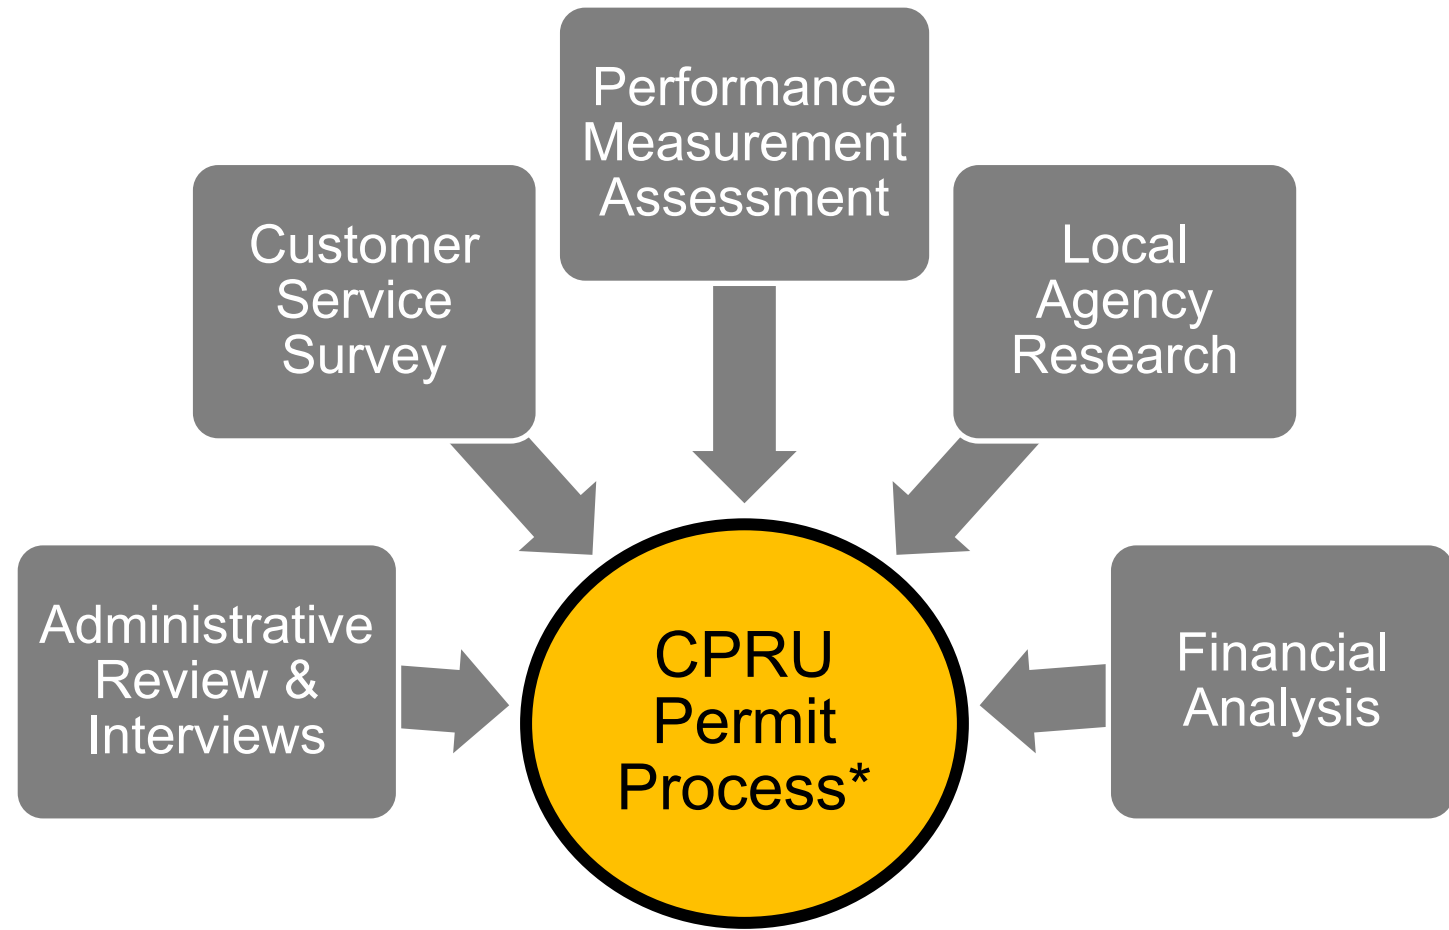 Performance
Measurement
Assessment
Customer
Service
Survey
Local
Agency
Research
Administrative
Review &
Interviews
CPRU
Permit
Process*
Financial
Analysis